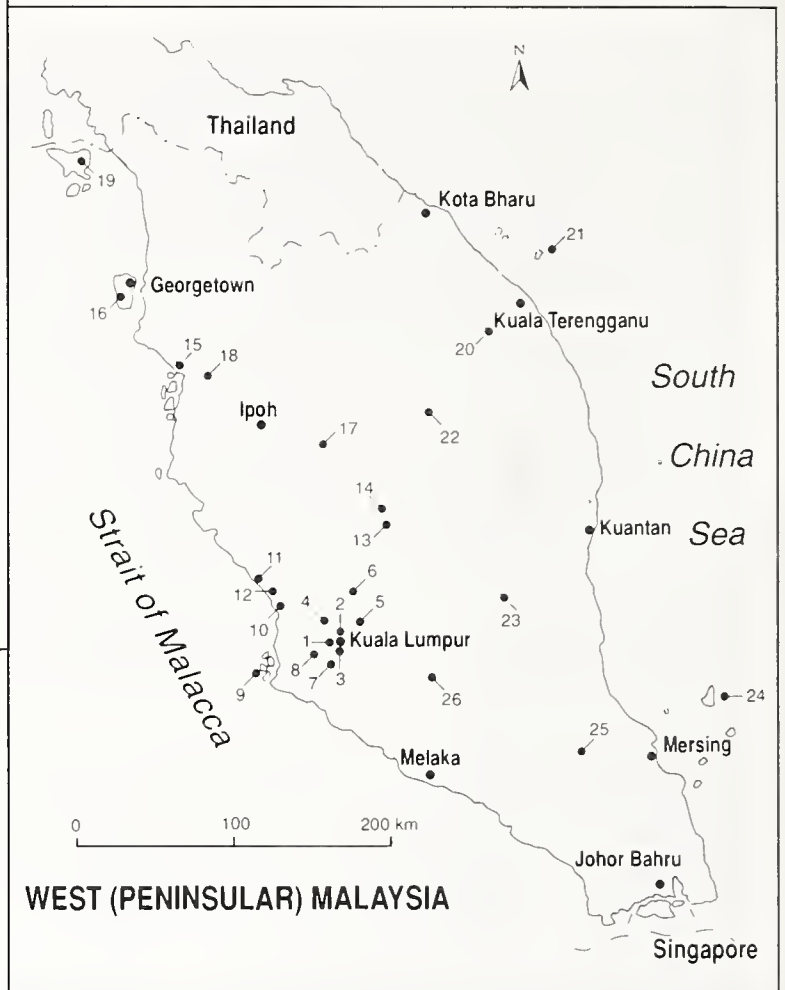 N
Thailand
19
Kota Bharu
21
Georgetown
16
Kuala Terengganu
20
15
18
South
Ipoh
17
22
China
14
13
Kuantan
Sea
Strait of Malacca
11
12
6
10
4
2
5
23
1
Kuala Lumpur
8
7
3
9
26
24
25
Mersing
Melaka
0 100 200 km
Johor Bahru
WEST (PENINSULAR) MALAYSIA
Singapore